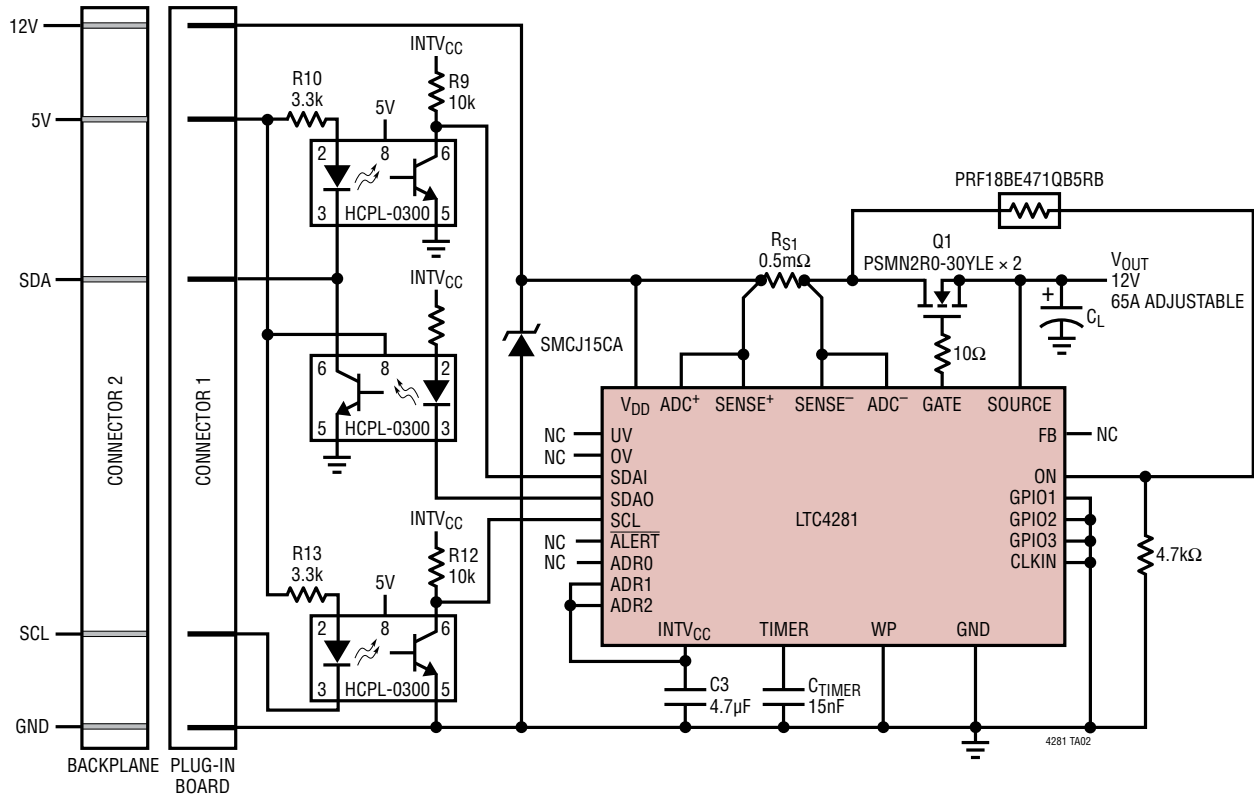 12V
5V
SDA
SCL
GND
CONNECTOR 2
CONNECTOR 1
BACKPLANE
PLUG-IN
BOARD
R10
3.3k
INTVCC
R9
10k
5V
2
8
6
3
HCPL-0300
5
INTVCC
6
8
2
5
HCPL-0300
3
INTVCC
R13
3.3k
5V
R12
10k
2
8
6
3
HCPL-0300
5
SMCJ15CA
RS1
0.5mΩ
PRF18BE471QB5RB
Q1
PSMN2R0-30YLE × 2
VOUT
12V
65A ADJUSTABLE
+
CL
10Ω
VDD
ADC+
SENSE+
SENSE−
ADC−
GATE
SOURCE
NC
UV
NC
OV
SDAI
SDAO
SCL
NC
ALERT
NC
ADR0
ADR1
ADR2
LTC4281
FB
NC
ON
GPIO1
GPIO2
GPIO3
CLKIN
4.7kΩ
INTVCC
TIMER
WP
GND
C3
4.7µF
CTIMER
15nF
4281 TA02